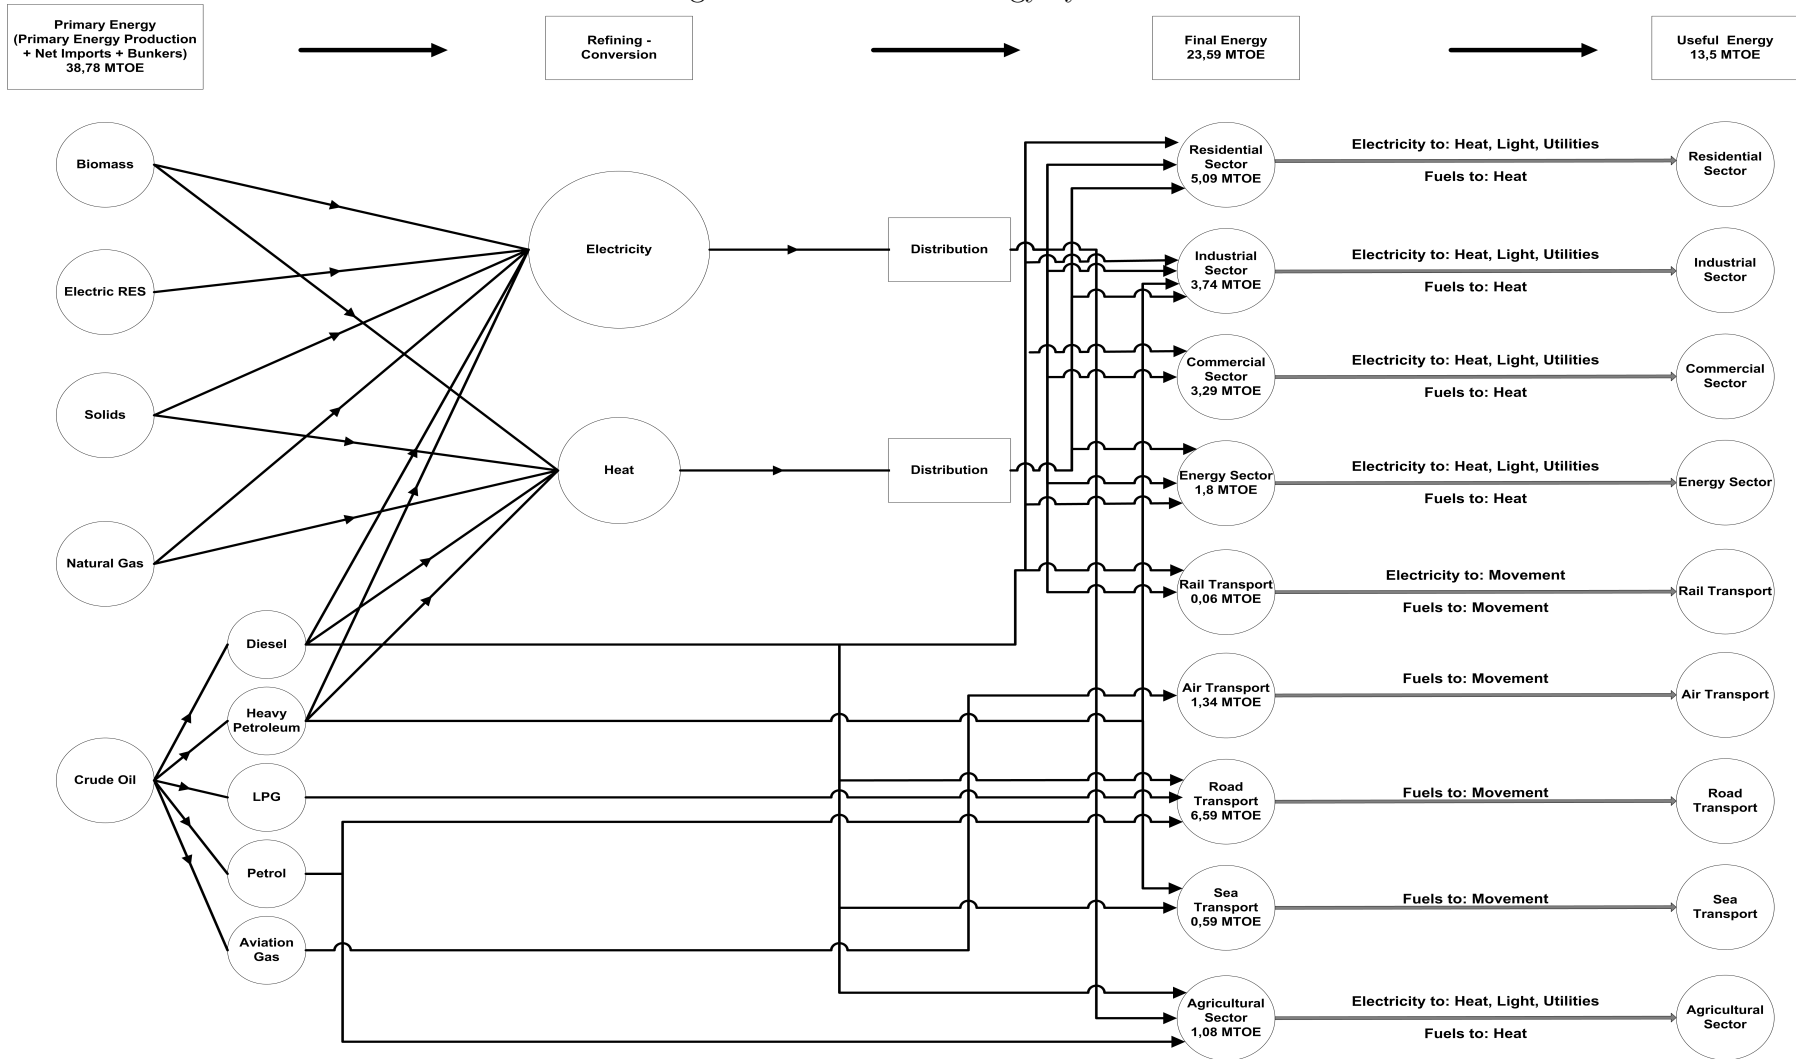 Primary Energy
(Primary Energy Production
+ Net Imports + Bunkers)
38,78 MTOE
Refining -
Conversion
Final Energy
23,59 MTOE
Useful Energy
13,5 MTOE
Biomass
Electric RES
Solids
Natural Gas
Crude Oil
Diesel
Heavy
Petroleum
LPG
Petrol
Aviation
Gas
Electricity
Heat
Distribution
Distribution
Residential
Sector
5,09 MTOE
Electricity to: Heat, Light, Utilities
Fuels to: Heat
Residential
Sector
Industrial
Sector
3,74 MTOE
Electricity to: Heat, Light, Utilities
Fuels to: Heat
Industrial
Sector
Commercial
Sector
3,29 MTOE
Electricity to: Heat, Light, Utilities
Fuels to: Heat
Commercial
Sector
Energy Sector
1,8 MTOE
Electricity to: Heat, Light, Utilities
Fuels to: Heat
Energy Sector
Rail Transport
0,06 MTOE
Electricity to: Movement
Fuels to: Movement
Rail Transport
Air Transport
1,34 MTOE
Fuels to: Movement
Air Transport
Road
Transport
6,59 MTOE
Fuels to: Movement
Road
Transport
Sea
Transport
0,59 MTOE
Fuels to: Movement
Sea
Transport
Agricultural
Sector
1,08 MTOE
Electricity to: Heat, Light, Utilities
Fuels to: Heat
Agricultural
Sector